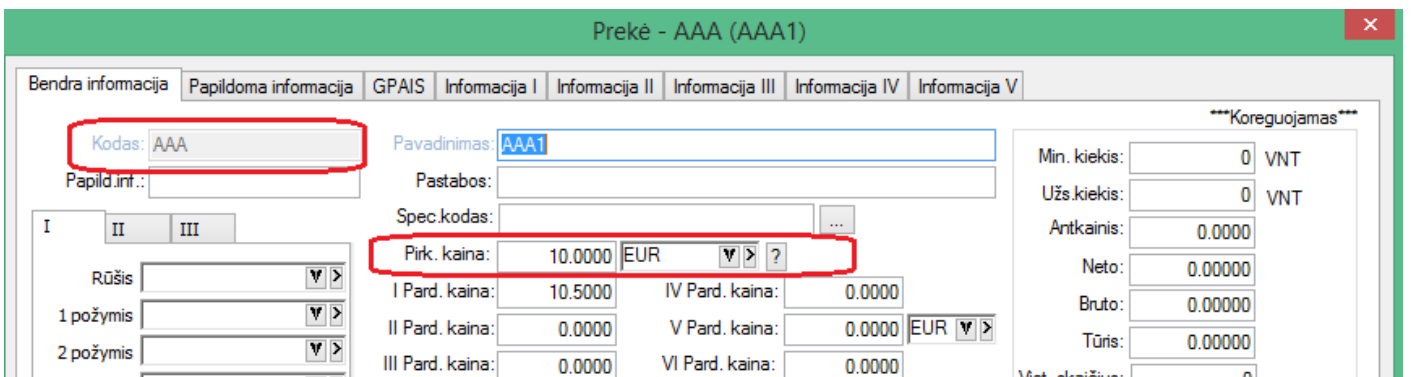 Prekė - AAA (AAA1)
Bendra informacija Papildoma informacija GPAIS Informacija I Informacija II Informacija III Informacija IV Informacija V
***Koreguojamas***
Kodas: AAA Pavadinimas: AAA1 Min. kiekis: 0 VNT
Papild.inf.: Pastabos: Užs.kiekis: 0 VNT
I II III Spec.kodas: ... Antkainis: 0.0000
Pirk. kaina: 10.0000 EUR ? Neto: 0.00000
Rūšis I Pard. kaina: 10.5000 IV Pard. kaina: 0.0000 Bruto: 0.00000
1 požymis II Pard. kaina: 0.0000 V Pard. kaina: 0.0000 EUR Tūris: 0.00000
2 požymis III Pard. kaina: 0.0000 VI Pard. kaina: 0.0000